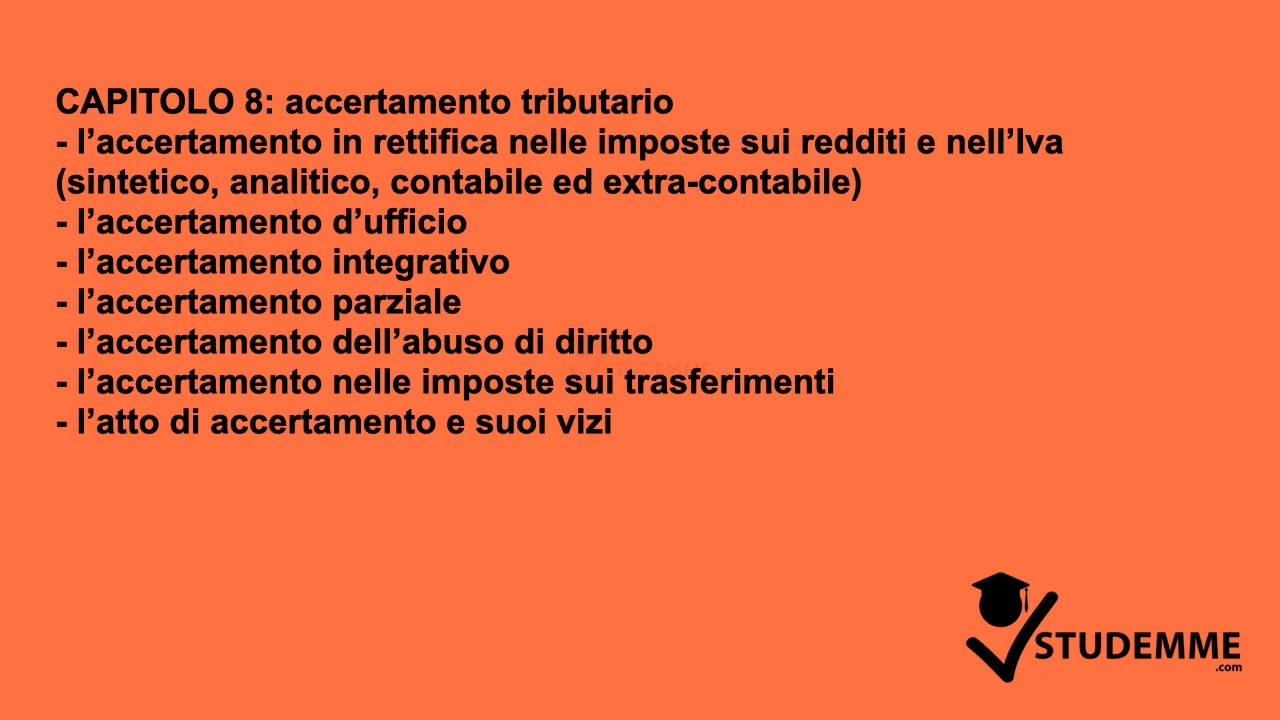 CAPITOLO 8: accertamento tributario
- l’accertamento in rettifica nelle imposte sui redditi e nell’Iva
(sintetico, analitico, contabile ed extra-contabile)
- l’accertamento d’ufficio
- l’accertamento integrativo
- l’accertamento parziale
- l’accertamento dell’abuso di diritto
STUDEMME
- l’accertamento nelle imposte sui trasferimenti
- l’atto di accertamento e suoi vizi
STUDEMME
.com